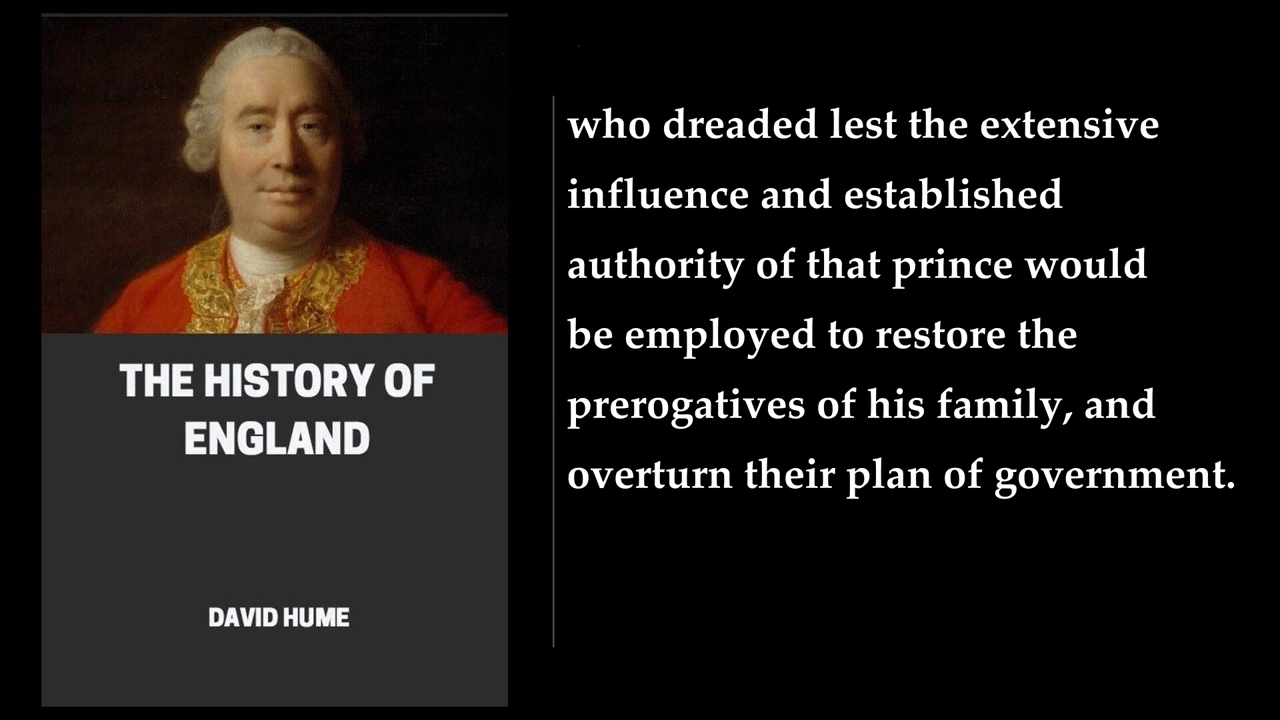 THE HISTORY OF
ENGLAND
DAVID HUME
who dreaded lest the extensive
influence and established
authority of that prince would
be employed to restore the
prerogatives of his family, and
overturn their plan of government.